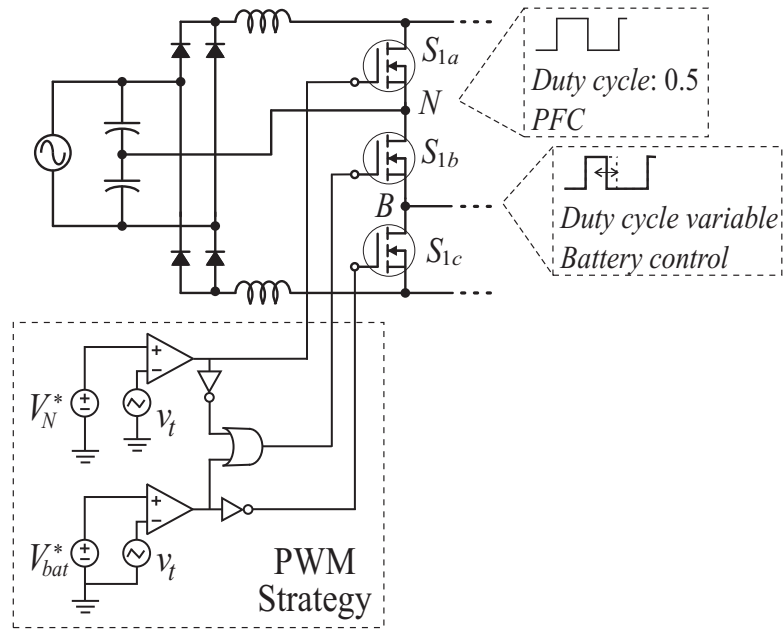 S1a
N
Duty cycle: 0.5
PFC
S1b
B
Duty cycle variable
Battery control
S1c
+
−
V*N
vt
+
−
V*bat
vt
PWM
Strategy